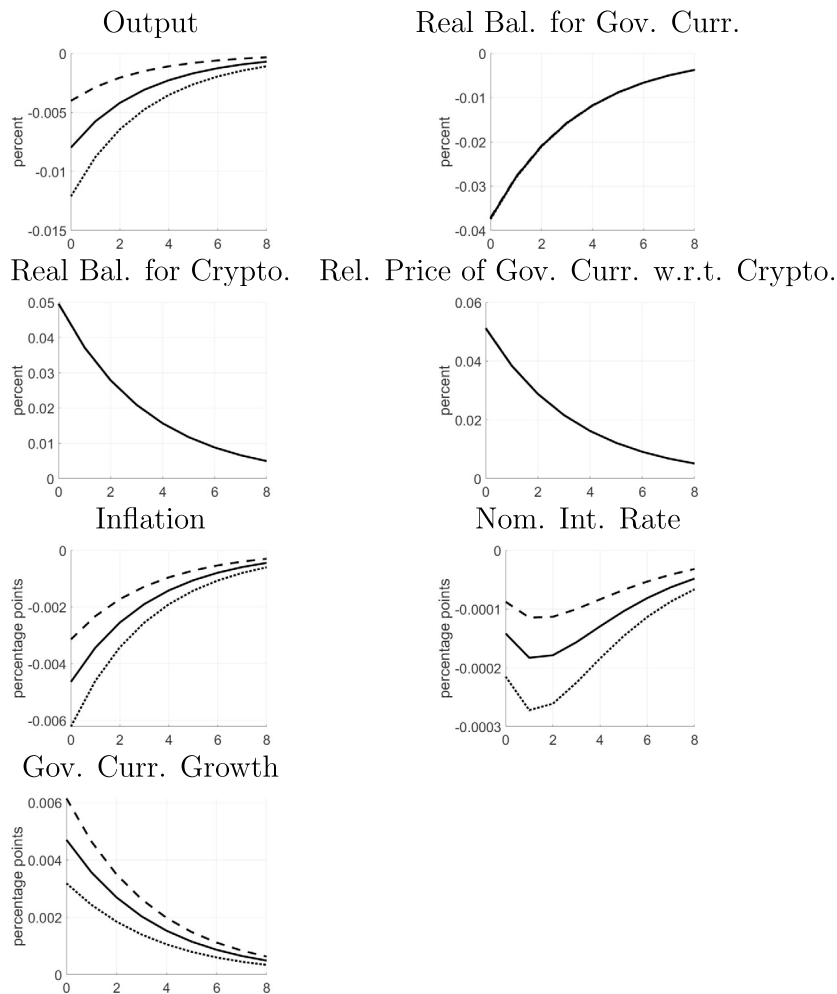 Output
Real Bal. for Gov. Curr.
0
-0.005
-0.01
-0.015
percent
0 2 4 6 8
0
-0.01
-0.02
-0.03
-0.04
percent
0 2 4 6 8
Real Bal. for Crypto.
Rel. Price of Gov. Curr. w.r.t. Crypto.
0.05
0.04
0.03
0.02
0.01
0
percent
0 2 4 6 8
0.06
0.04
0.02
0
percent
0 2 4 6 8
Inflation
Nom. Int. Rate
0
-0.002
-0.004
-0.006
percentage points
0 2 4 6 8
0
-0.0001
-0.0002
-0.0003
percentage points
0 2 4 6 8
Gov. Curr. Growth
0.006
0.004
0.002
0
percentage points
0 2 4 6 8